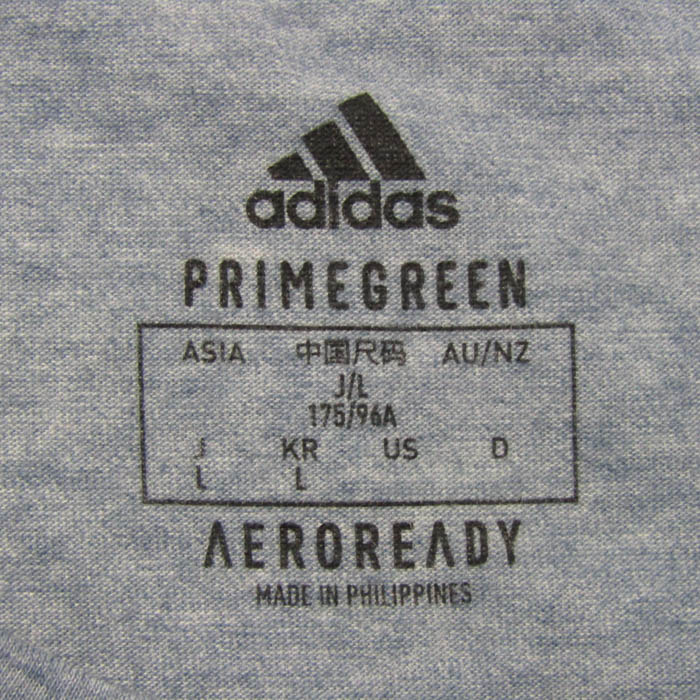 adidas
PRIMEGREEN
ASIA 中国尺码 AU/NZ
J/L
175/96A
J KR US D
L L
AEROREADY
MADE IN PHILIPPINES